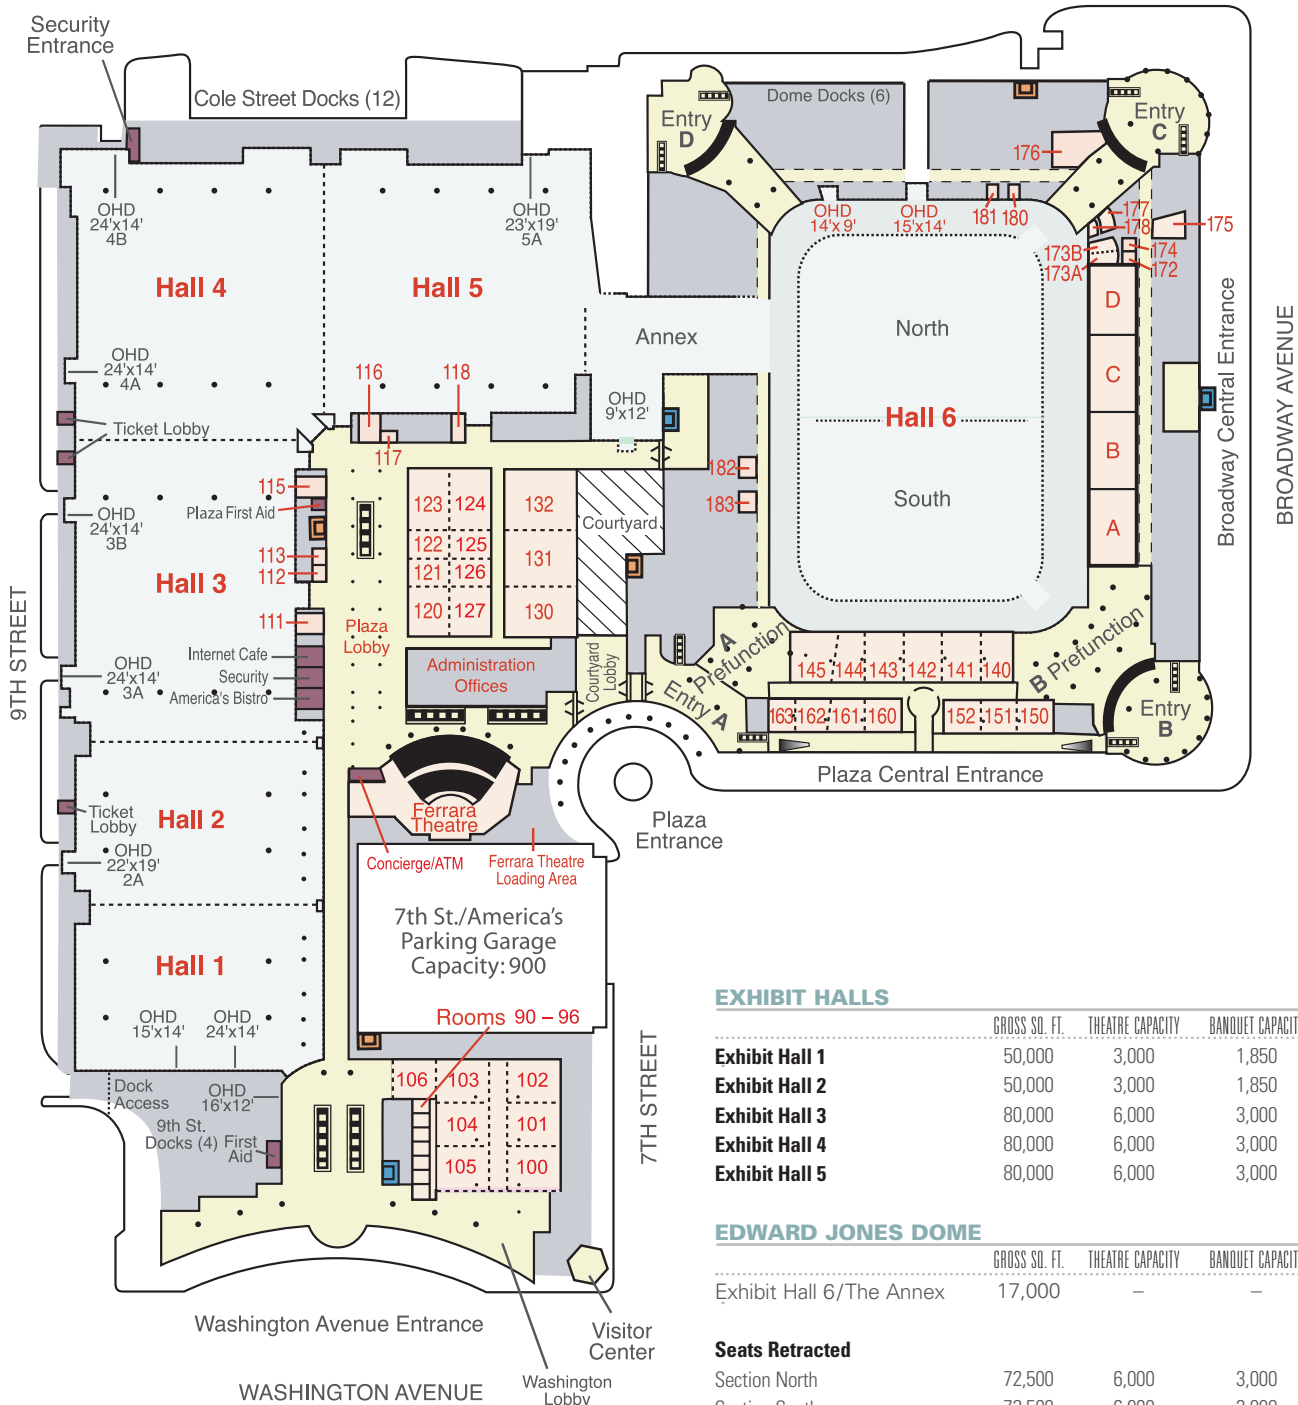 Security
Entrance
Cole Street Docks (12)
Dome Docks (6)
Entry
D
Entry
C
176
OHD
24'x14'
4B
OHD
23'x19'
5A
OHD
14'x 9'
OHD
15'x14'
181
180
177
178
175
173B
173A
174
172
Hall 4
Hall 5
Annex
North
D
C
B
A
OHD
24'x14'
4A
116
118
117
OHD
9'x12'
Hall 6
South
Broadway Central Entrance
BROADWAY AVENUE
Ticket Lobby
182
183
115
Plaza First Aid
OHD
24'x14'
3B
113
112
111
Hall 3
123
124
122
125
121
126
120
127
132
131
130
Courtyard
9TH STREET
Plaza
Lobby
Internet Cafe
Security
America's Bistro
OHD
24'x14'
3A
Administration
Offices
Courtyard
Lobby
A
Prefunction
Entry A
B Prefunction
145
144
143
142
141
140
163
162
161
160
152
151
150
Entry
B
Plaza Central Entrance
Plaza
Entrance
Ticket
Lobby
Hall 2
OHD
22'x19'
2A
Ferrara
Theatre
Concierge/ATM
Ferrara Theatre
Loading Area
7th St./America's
Parking Garage
Capacity: 900
Hall 1
OHD
15'x14'
OHD
24'x14'
Rooms 90 – 96
7TH STREET
Dock
Access
OHD
16'x12'
9th St.
Docks (4)
First
Aid
106
103
102
104
101
105
100
Washington Avenue Entrance
Visitor
Center
WASHINGTON AVENUE
Washington
Lobby
EXHIBIT HALLS
GROSS SQ. FT. THEATRE CAPACITY BANQUET CAPACIT
Exhibit Hall 1 50,000 3,000 1,850
Exhibit Hall 2 50,000 3,000 1,850
Exhibit Hall 3 80,000 6,000 3,000
Exhibit Hall 4 80,000 6,000 3,000
Exhibit Hall 5 80,000 6,000 3,000
EDWARD JONES DOME
GROSS SQ. FT. THEATRE CAPACITY BANQUET CAPACIT
Exhibit Hall 6/The Annex 17,000 – –
Seats Retracted
Section North 72,500 6,000 3,000